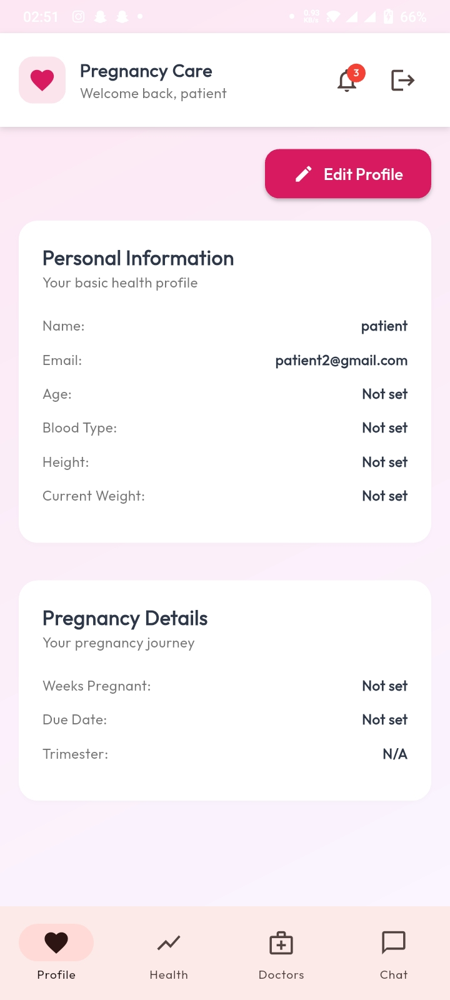 02:51
0.93
KB/s
66%
Pregnancy Care
Welcome back, patient
3
Edit Profile
Personal Information
Your basic health profile
Name: patient
Email: patient2@gmail.com
Age: Not set
Blood Type: Not set
Height: Not set
Current Weight: Not set
Pregnancy Details
Your pregnancy journey
Weeks Pregnant: Not set
Due Date: Not set
Trimester: N/A
Profile Health Doctors Chat